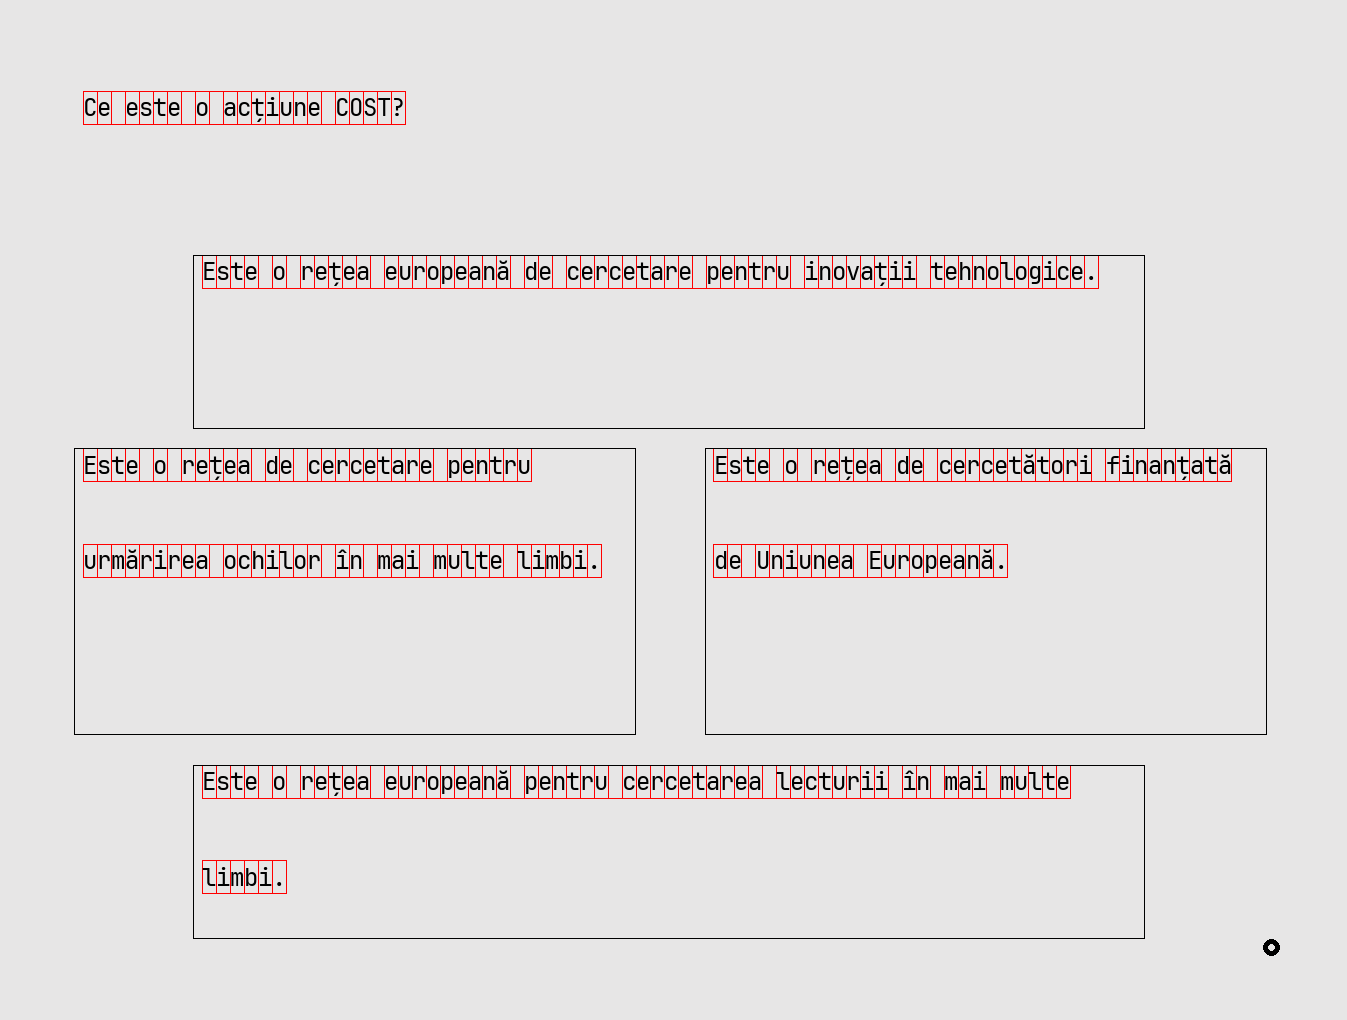 Ce este o acțiune COST?
Este o rețea europeană de cercetare pentru inovații tehnologice.
Este o rețea de cercetare pentru
urmărirea ochilor în mai multe limbi.
Este o rețea de cercetători finanțată
de Uniunea Europeană.
Este o rețea europeană pentru cercetarea lecturii în mai multe
limbi.